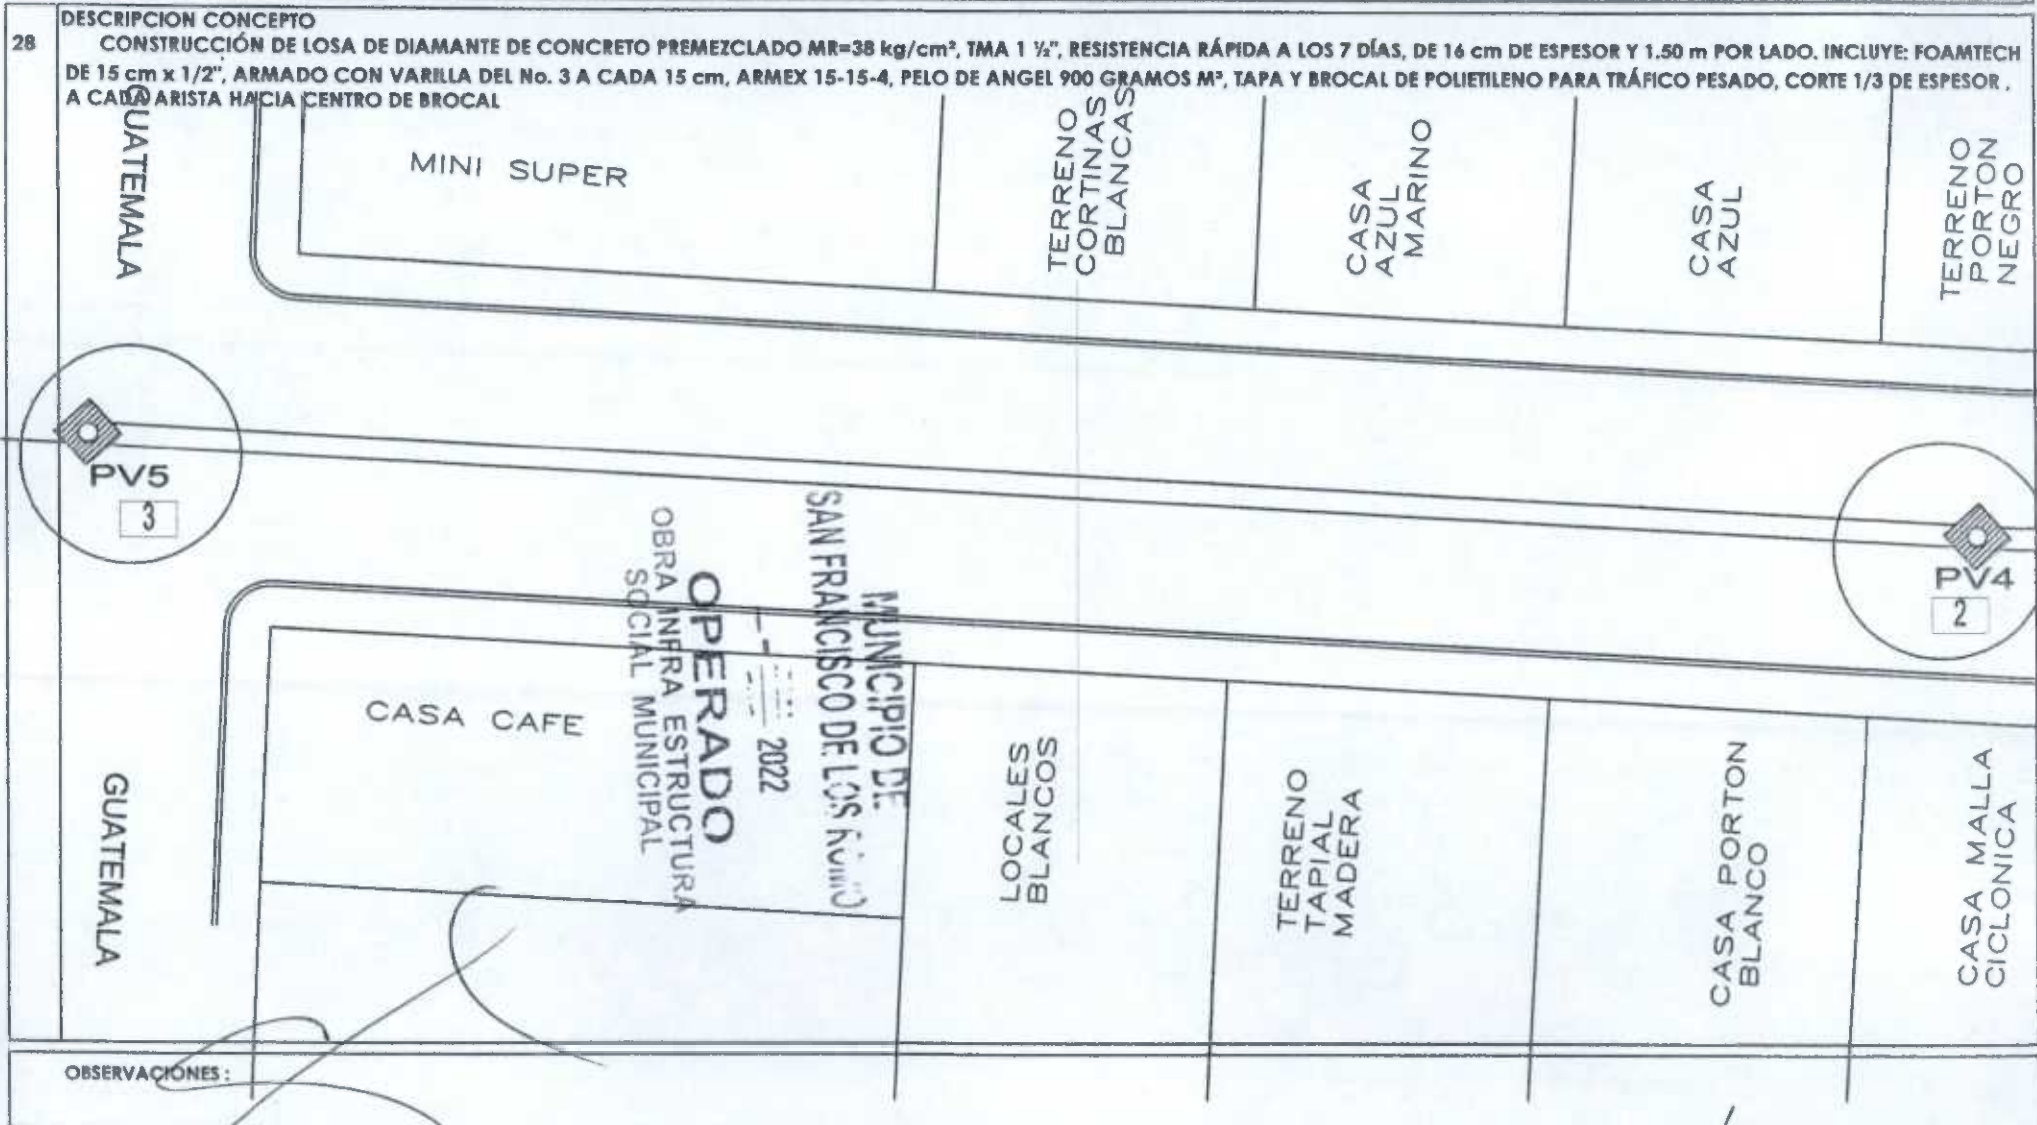 DESCRIPCION CONCEPTO
28
CONSTRUCCIÓN DE LOSA DE DIAMANTE DE CONCRETO PREMEZCLADO MR=38 kg/cm², TMA 1 ½", RESISTENCIA RÁPIDA A LOS 7 DÍAS, DE 16 cm DE ESPESOR Y 1.50 m POR LADO. INCLUYE: FOAMTECH
DE 15 cm x 1/2", ARMADO CON VARILLA DEL No. 3 A CADA 15 cm, ARMEX 15-15-4, PELO DE ANGEL 900 GRAMOS M³, TAPA Y BROCAL DE POLIETILENO PARA TRÁFICO PESADO, CORTE 1/3 DE ESPESOR .
A CADA ARISTA HACIA CENTRO DE BROCAL
GUATEMALA
MINI SUPER
TERRENO
CORTINAS
BLANCAS
CASA
AZUL
MARINO
CASA
AZUL
TERRENO
PORTON
NEGRO
PV5
3
PV4
2
MUNICIPIO DE
SAN FRANCISCO DE LOS
2022
OPERADO
OBRA INFRA ESTRUCTURA
SOCIAL MUNICIPAL
GUATEMALA
CASA CAFE
LOCALES
BLANCOS
TERRENO
TAPIAL
MADERA
CASA PORTON
BLANCO
CASA MALLA
CICLONICA
OBSERVACIÓNES :